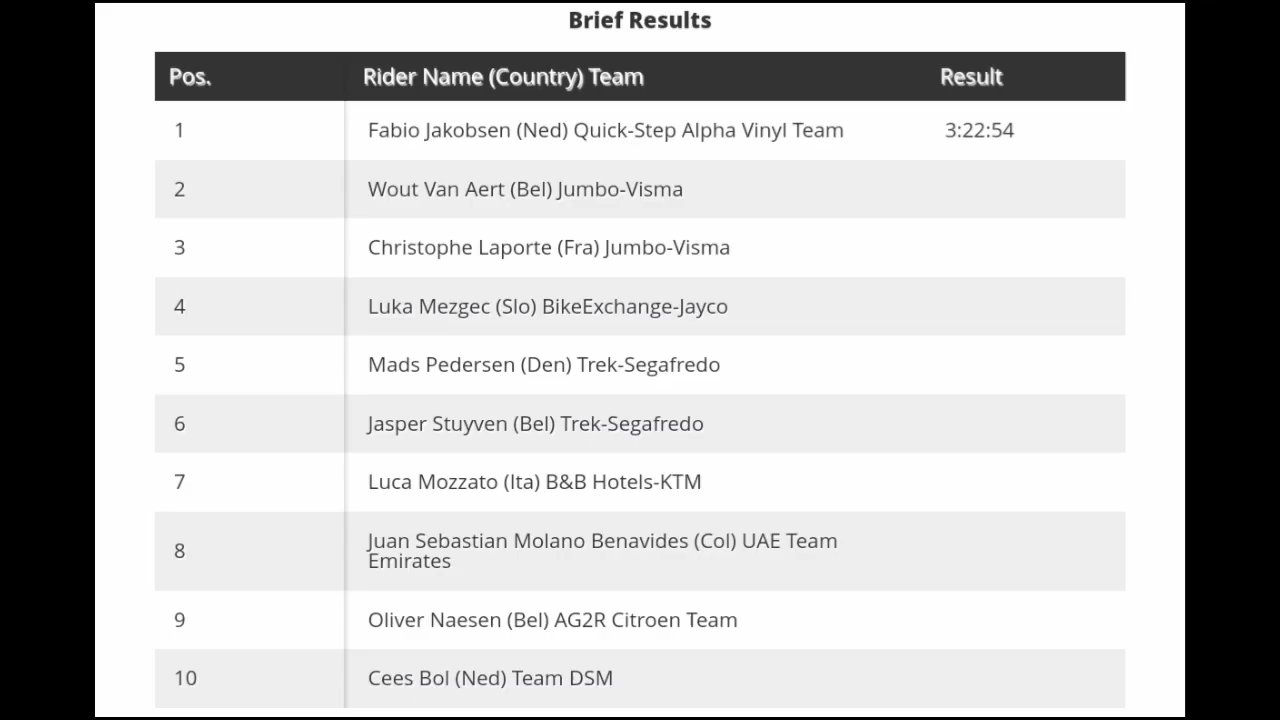 Brief Results
Pos. Rider Name (Country) Team Result
1 Fabio Jakobsen (Ned) Quick-Step Alpha Vinyl Team 3:22:54
2 Wout Van Aert (Bel) Jumbo-Visma
3 Christophe Laporte (Fra) Jumbo-Visma
4 Luka Mezgec (Slo) BikeExchange-Jayco
5 Mads Pedersen (Den) Trek-Segafredo
6 Jasper Stuyven (Bel) Trek-Segafredo
7 Luca Mozzato (Ita) B&B Hotels-KTM
8 Juan Sebastian Molano Benavides (Col) UAE Team
Emirates
9 Oliver Naesen (Bel) AG2R Citroen Team
10 Cees Bol (Ned) Team DSM